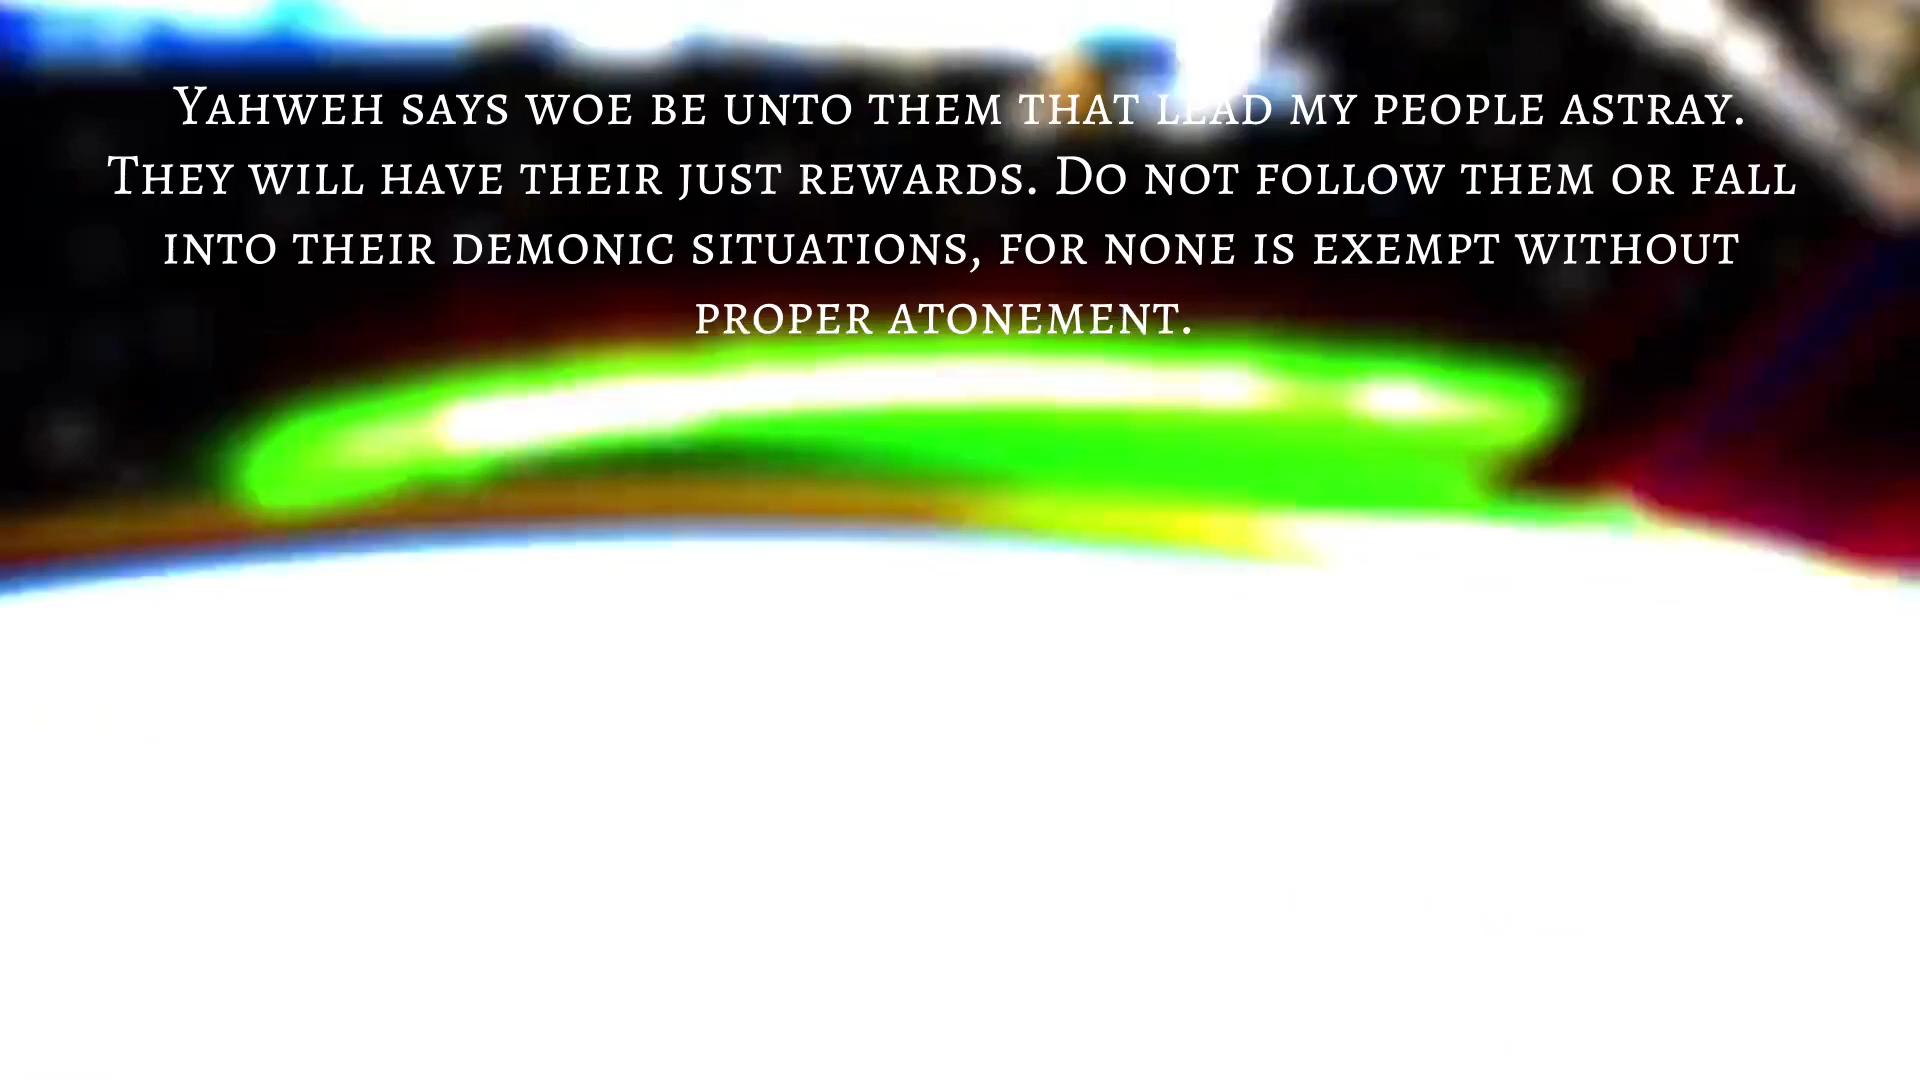 Yahweh says woe be unto them that lead my people astray.
They will have their just rewards. Do not follow them or fall
into their demonic situations, for none is exempt without
proper atonement.